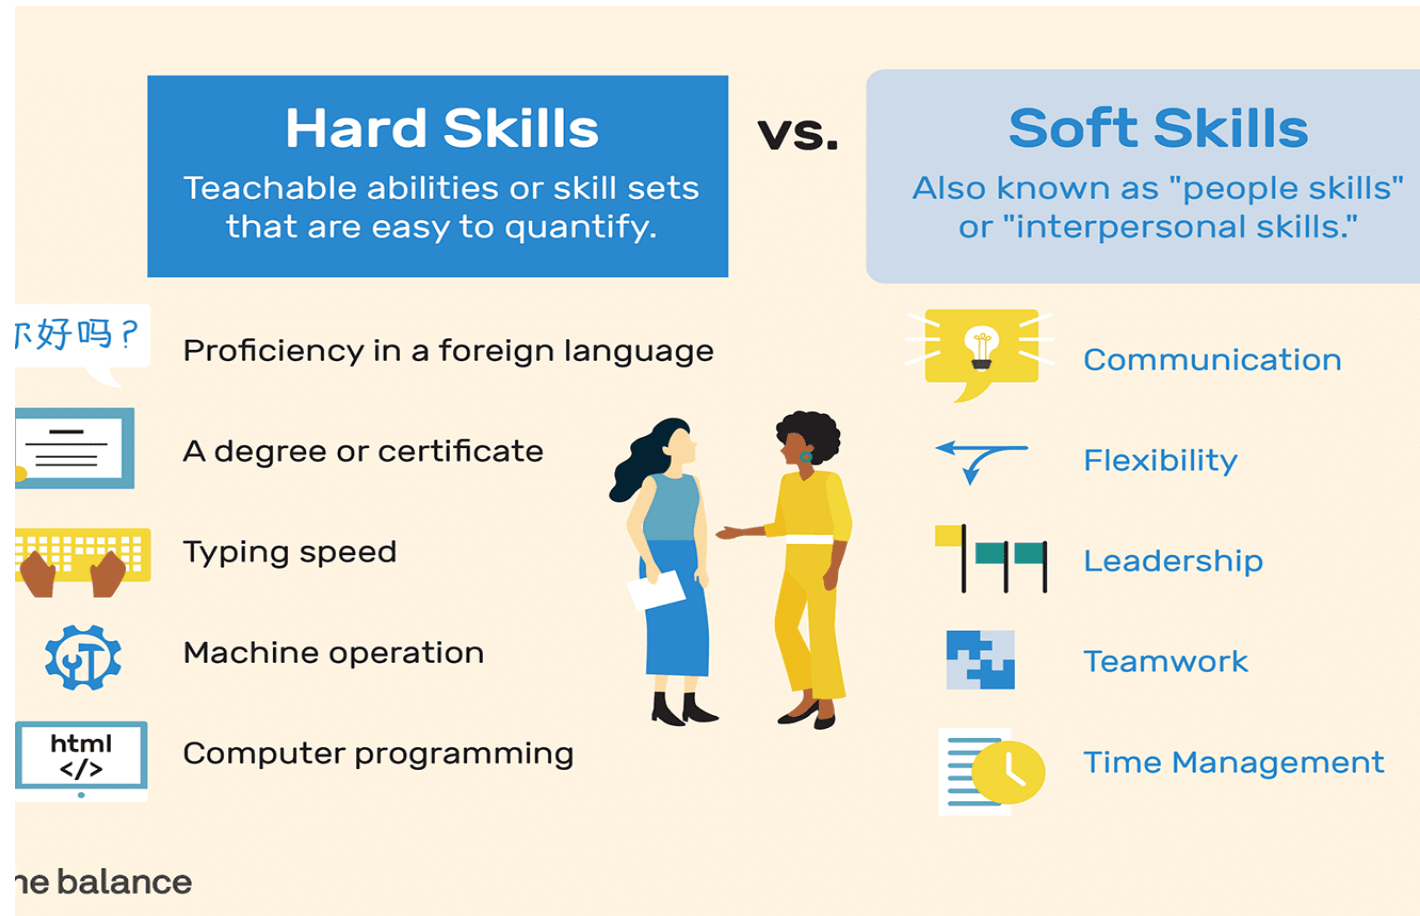 Hard Skills
Teachable abilities or skill sets
that are easy to quantify.
vs.
Soft Skills
Also known as "people skills"
or "interpersonal skills."
好吗?
Proficiency in a foreign language
A degree or certificate
Typing speed
Machine operation
html
</>
Computer programming
Communication
Flexibility
Leadership
Teamwork
Time Management
he balance